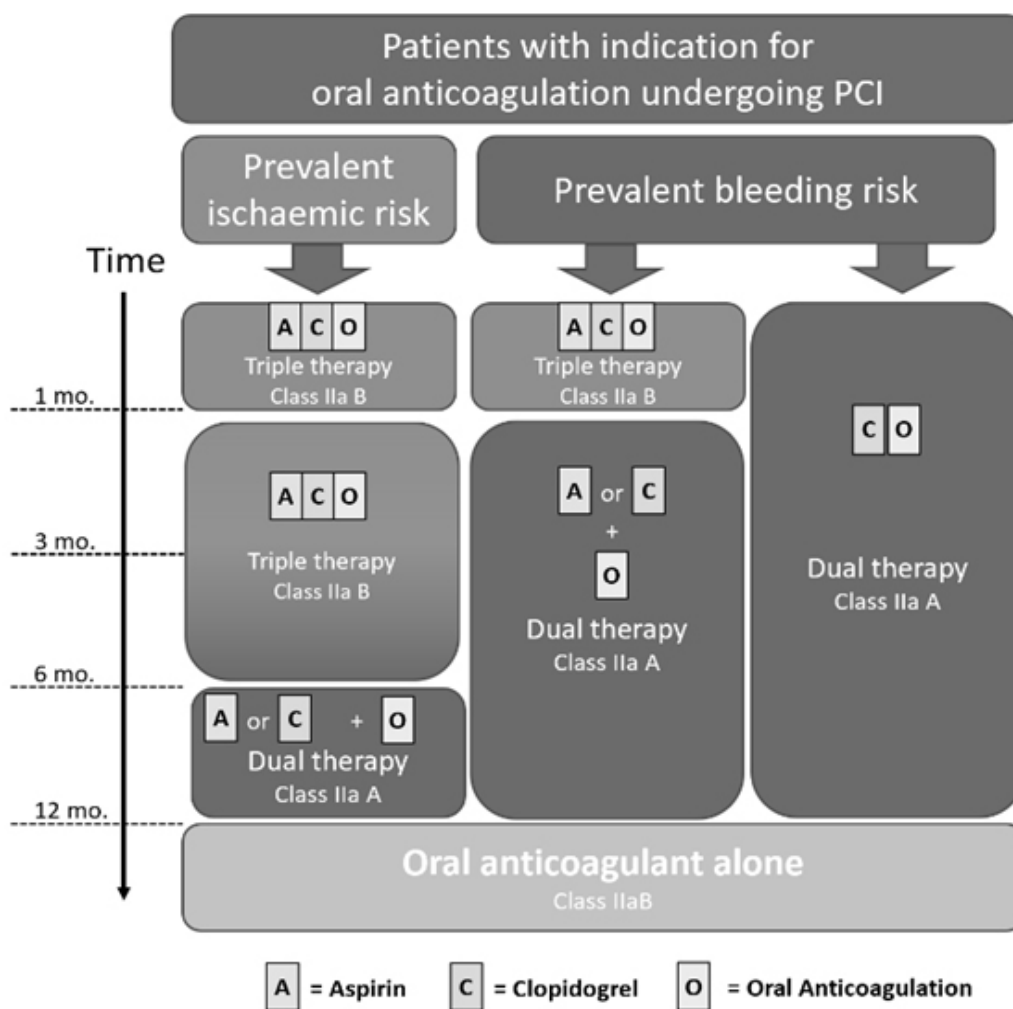 Patients with indication for
oral anticoagulation undergoing PCI
Prevalent
ischaemic risk
Prevalent bleeding risk
Time
A C O
Triple therapy
Class IIa B
A C O
Triple therapy
Class IIa B
1 mo.
C O
Dual therapy
Class IIa A
A C O
Triple therapy
Class IIa B
A or C
+
O
Dual therapy
Class IIa A
3 mo.
6 mo.
A or C + O
Dual therapy
Class IIa A
12 mo.
Oral anticoagulant alone
Class IIaB
A = Aspirin C = Clopidogrel O = Oral Anticoagulation